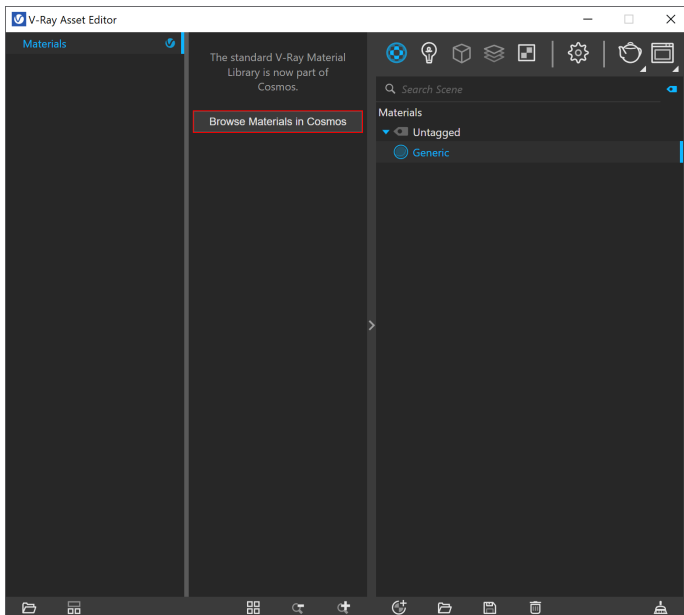 V-Ray Asset Editor
Materials
The standard V-Ray Material
Library is now part of
Cosmos.
Browse Materials in Cosmos
Search Scene
Materials
Untagged
Generic